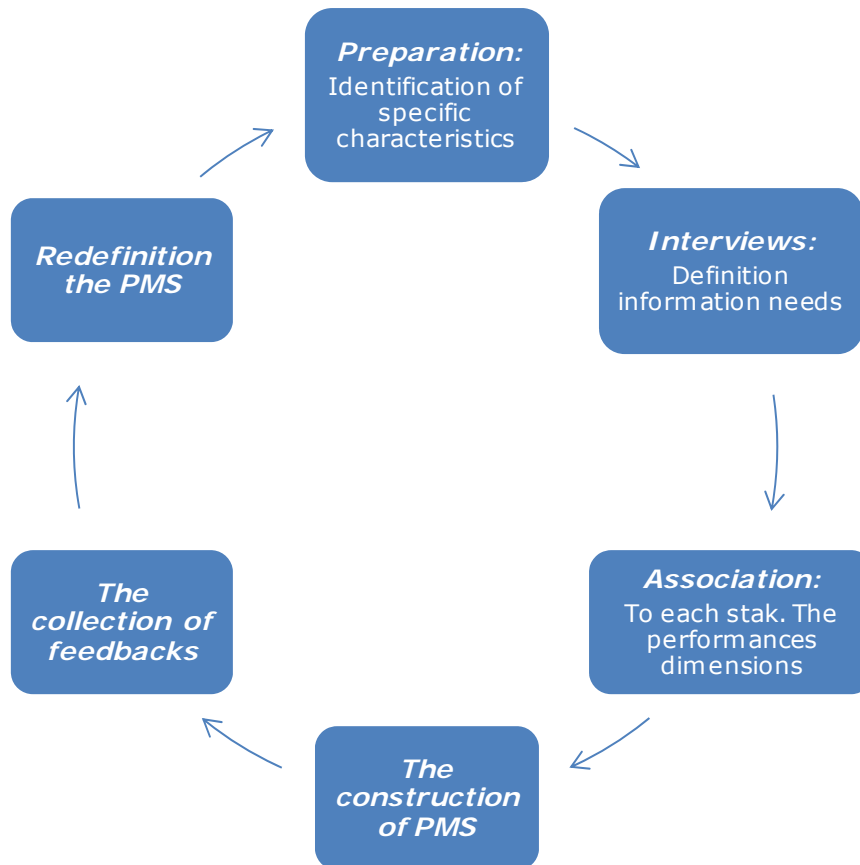 Preparation:
Identification of
specific
characteristics
Interviews:
Definition
information needs
Association:
To each stak. The
performances
dimensions
The
construction
of PMS
The
collection of
feedbacks
Redefinition
the PMS